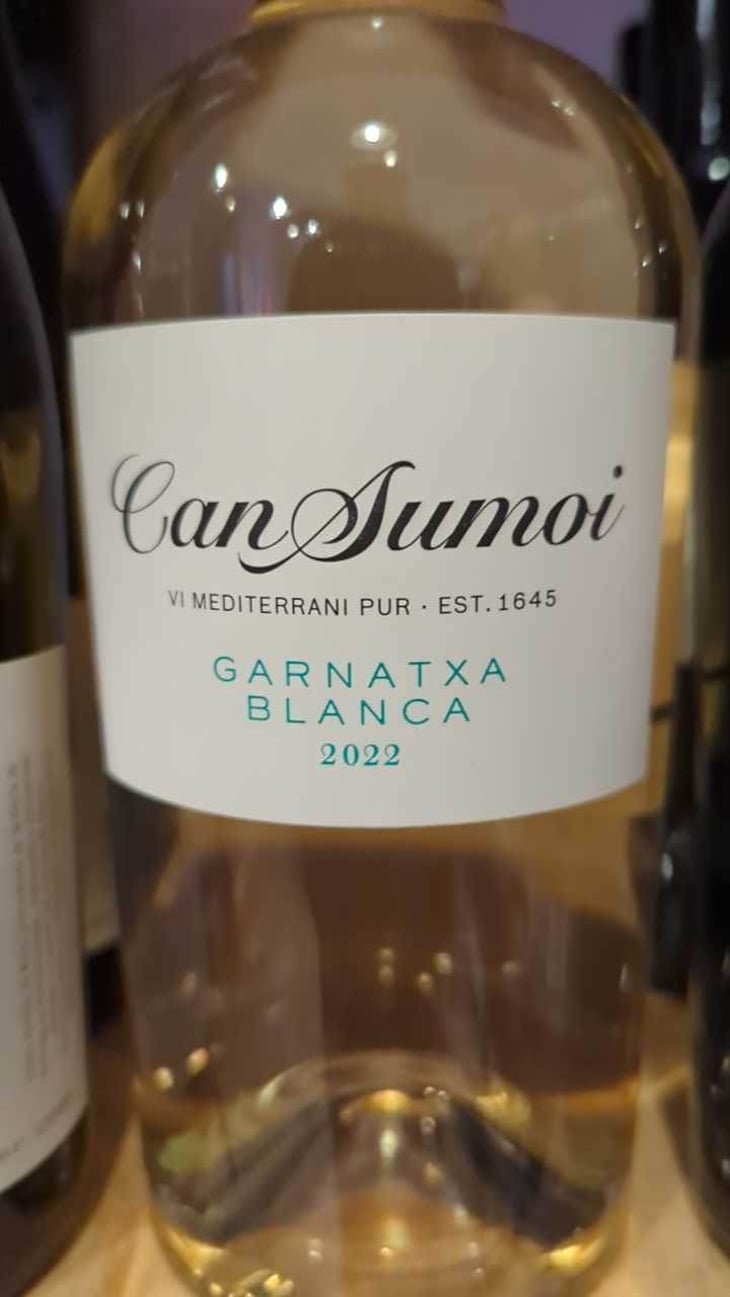 Can Sumoi
VI MEDITERRANI PUR · EST. 1645
GARNATXA
BLANCA
2022